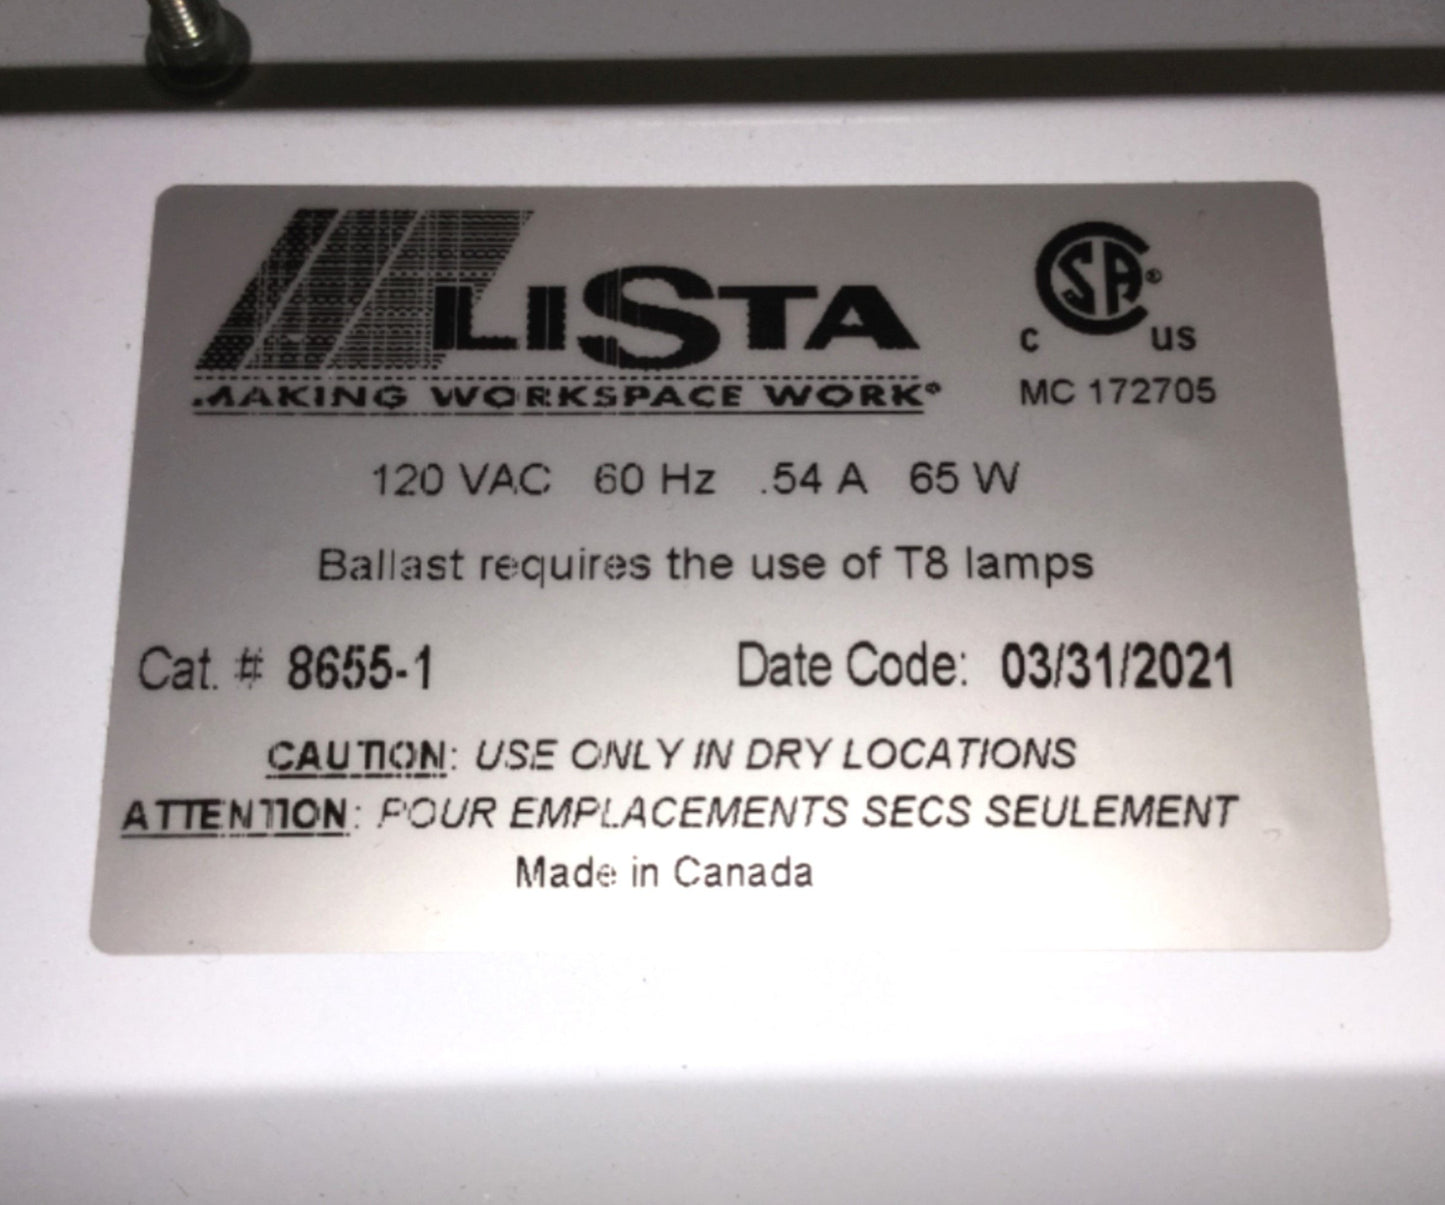 LISTA
MAKING WORKSPACE WORK®
CSA®
C US
MC 172705
120 VAC 60 Hz .54 A 65 W
Ballast requires the use of T8 lamps
Cat. # 8655-1 Date Code: 03/31/2021
CAUTION: USE ONLY IN DRY LOCATIONS
ATTENTION: POUR EMPLACEMENTS SECS SEULEMENT
Made in Canada